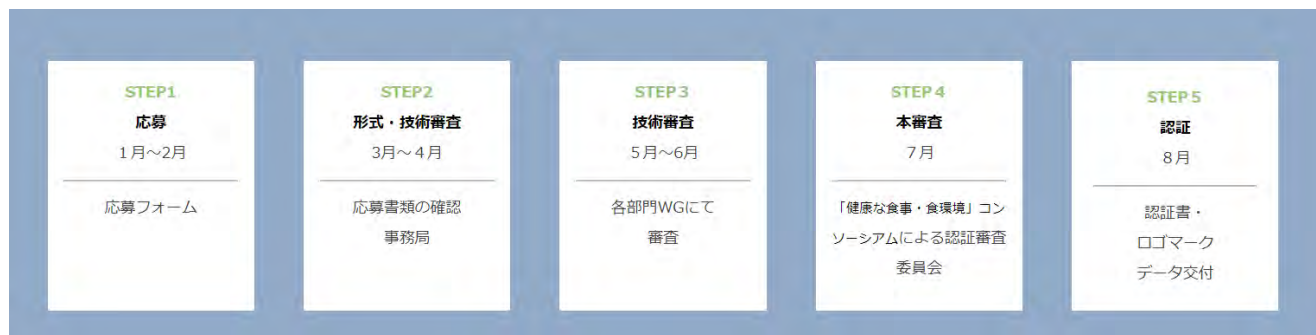 STEP1
応募
1月～2月
応募フォーム
STEP2
形式・技術審査
3月～４月
応募書類の確認
事務局
STEP3
技術審査
5月～6月
各部門WGにて
審査
STEP4
本審査
7月
「健康な食事・食環境」コン
ソーシアムによる認証審査
委員会
STEP5
認証
8月
認証書・
ロゴマーク
データ交付